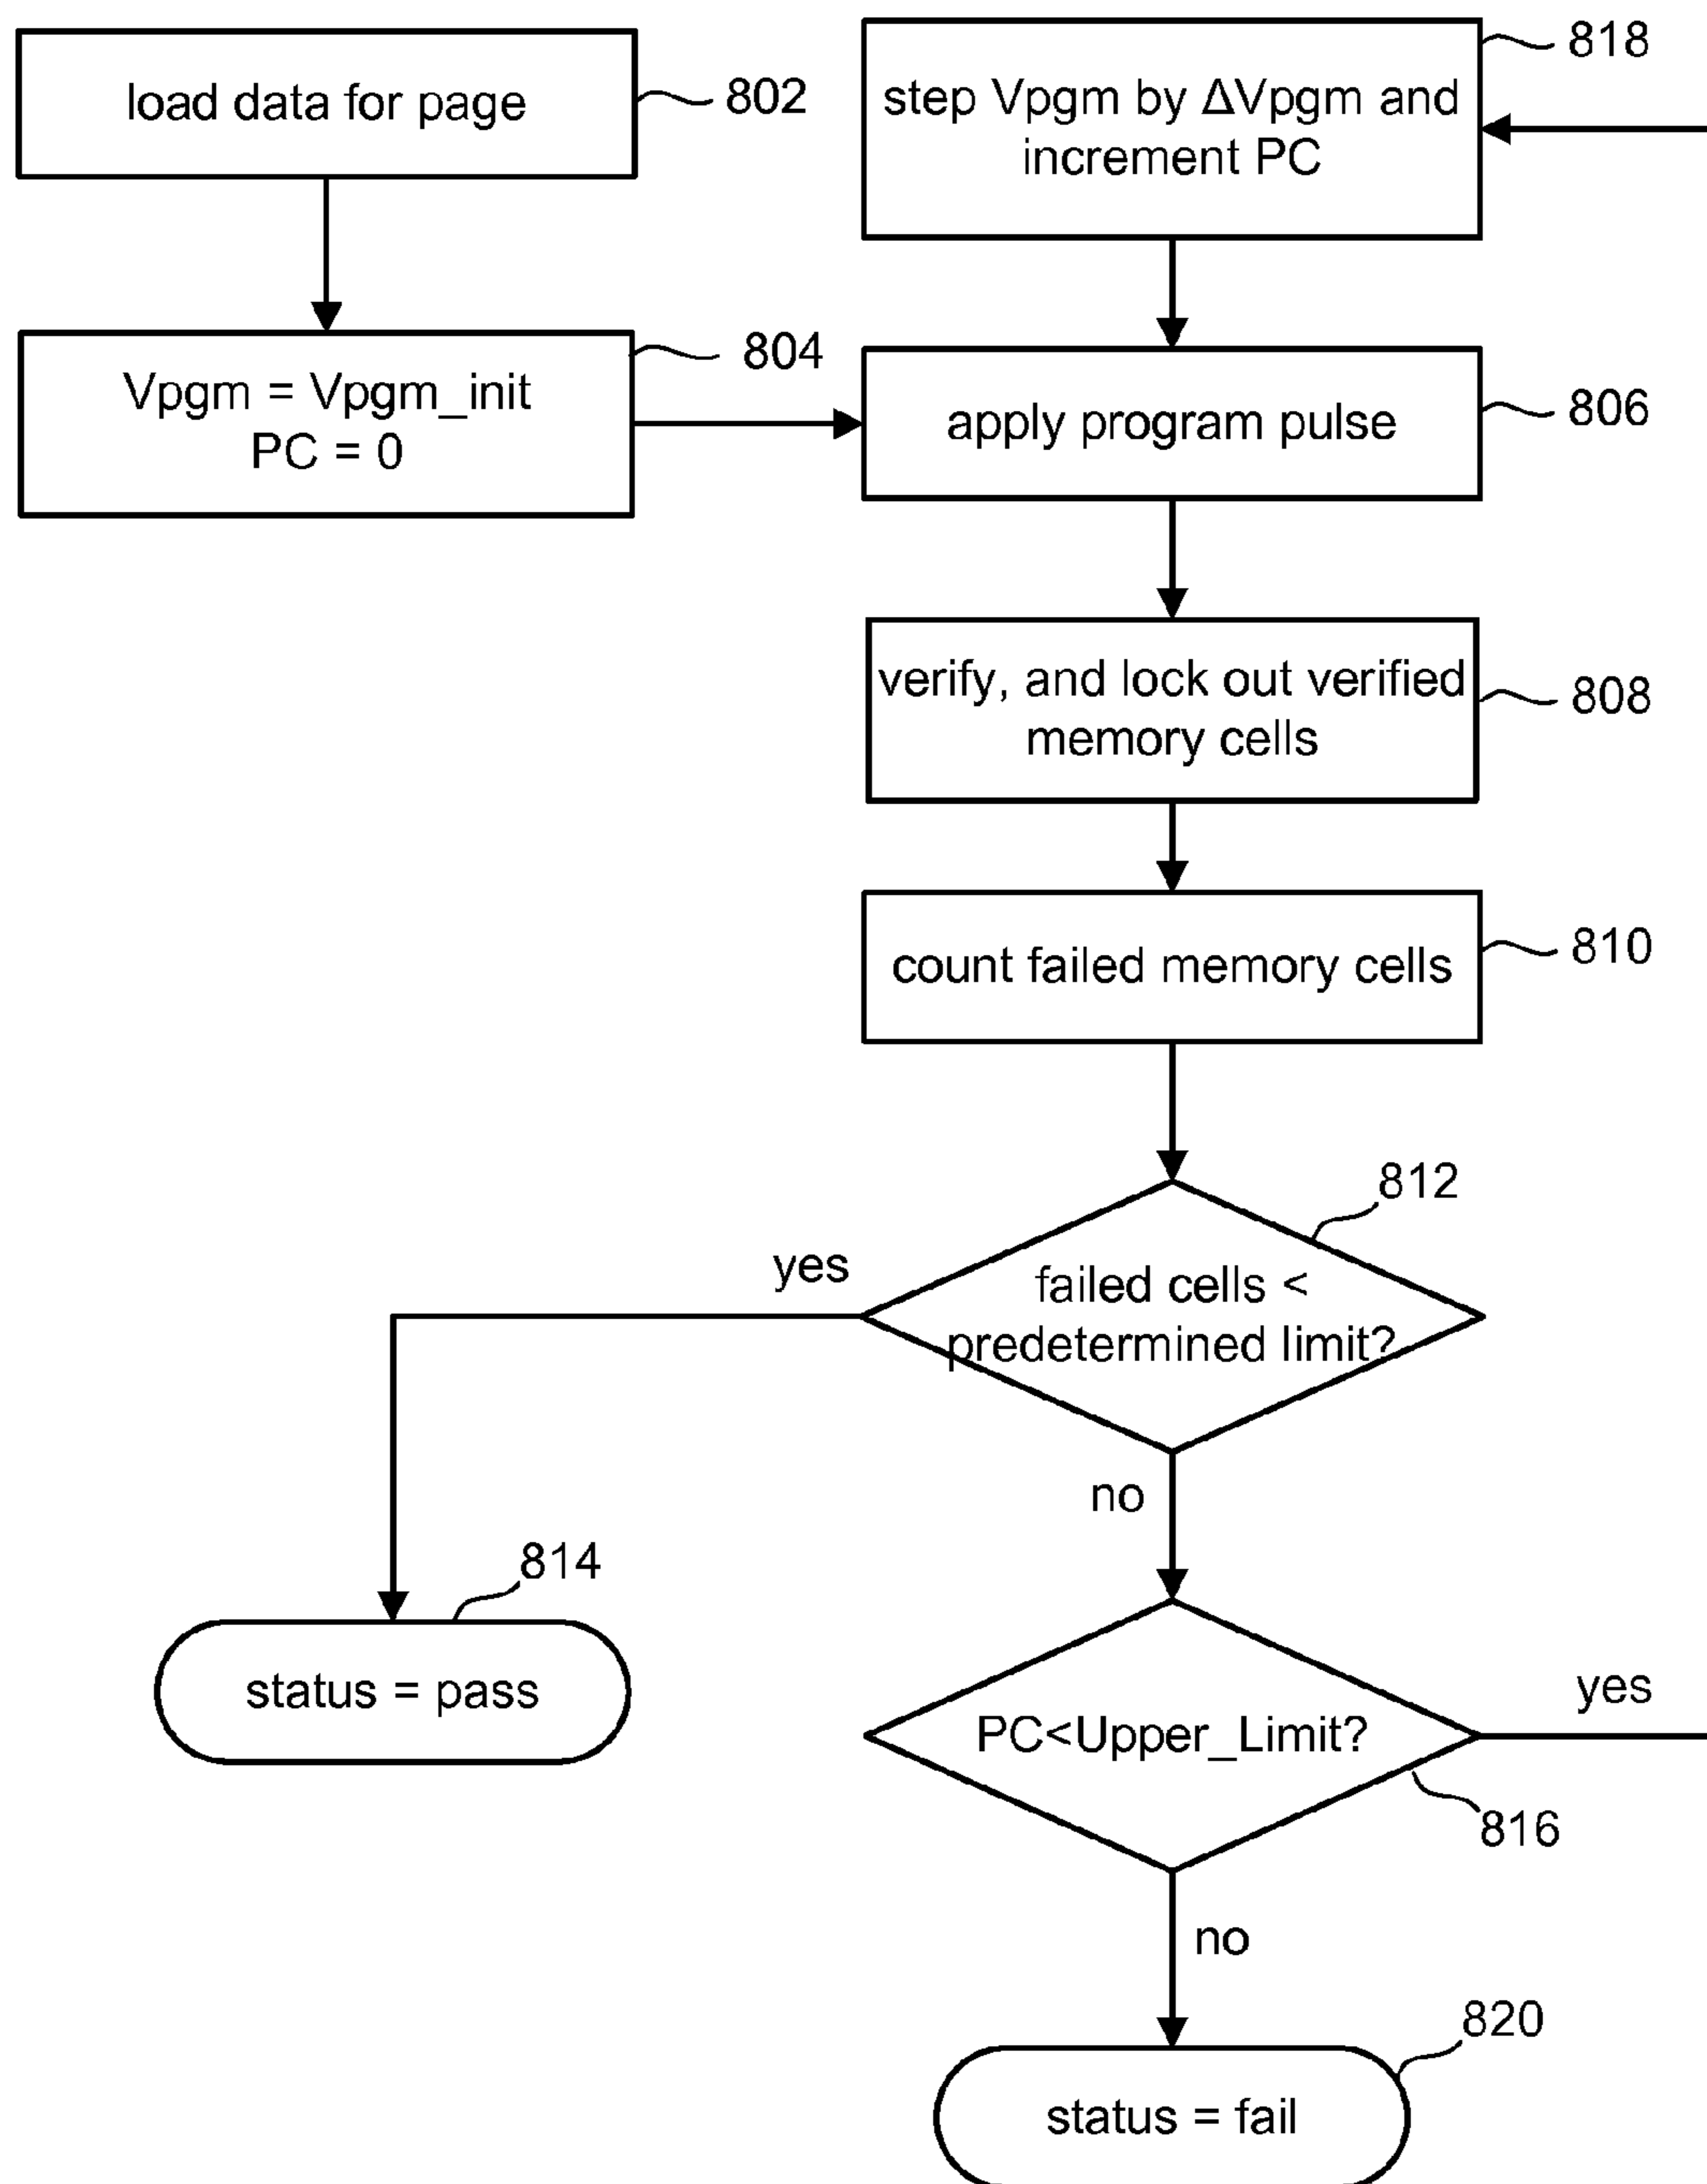 load data for page
802
Vpgm = Vpgm_init
PC = 0
804
step Vpgm by ΔVpgm and
increment PC
818
apply program pulse
806
verify, and lock out verified
memory cells
808
count failed memory cells
810
812
failed cells <
predetermined limit?
yes
no
814
status = pass
PC<Upper_Limit?
yes
816
no
820
status = fail